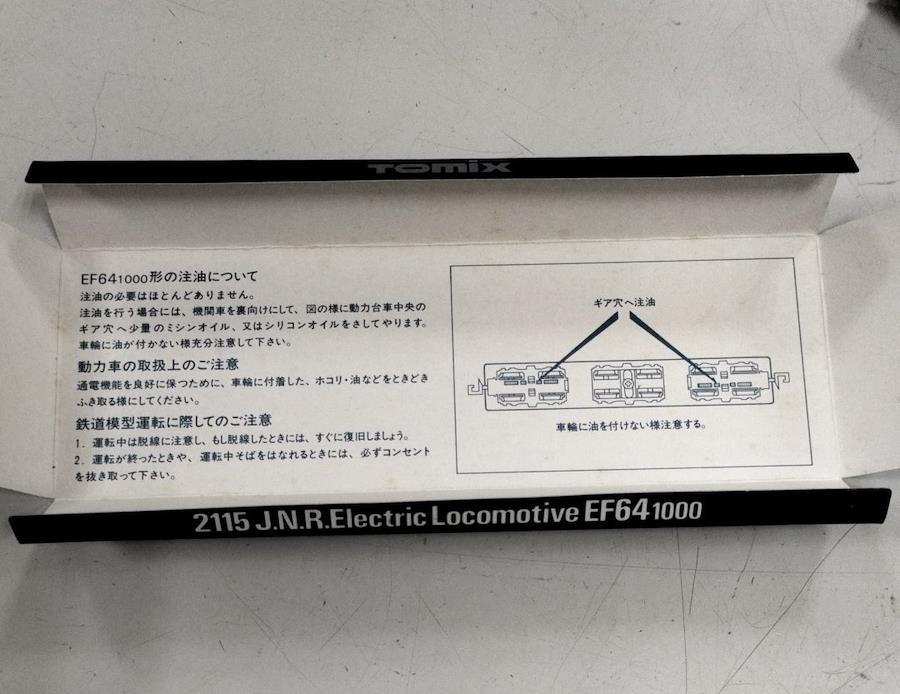 TOMIX
EF641000形の注油について
注油の必要はほとんどありません。
注油を行う場合には、機関車を裏向けにして、図の様に動力台車中央の
ギア穴へ少量のミシンオイル、又はシリコンオイルをさしてやります。
車輪に油が付かない様充分注意して下さい。
動力車の取扱上のご注意
通電機能を良好に保つために、車輪に付着した、ホコリ・油などをときどき
ふき取る様にしてください。
鉄道模型運転に際してのご注意
1. 運転中は脱線に注意し、もし脱線したときには、すぐに復旧しましょう。
2. 運転が終ったときや、運転中そばをはなれるときには、必ずコンセント
を抜き取って下さい。
ギア穴へ注油
車輪に油を付けない様注意する。
2115 J.N.R.Electric Locomotive EF641000